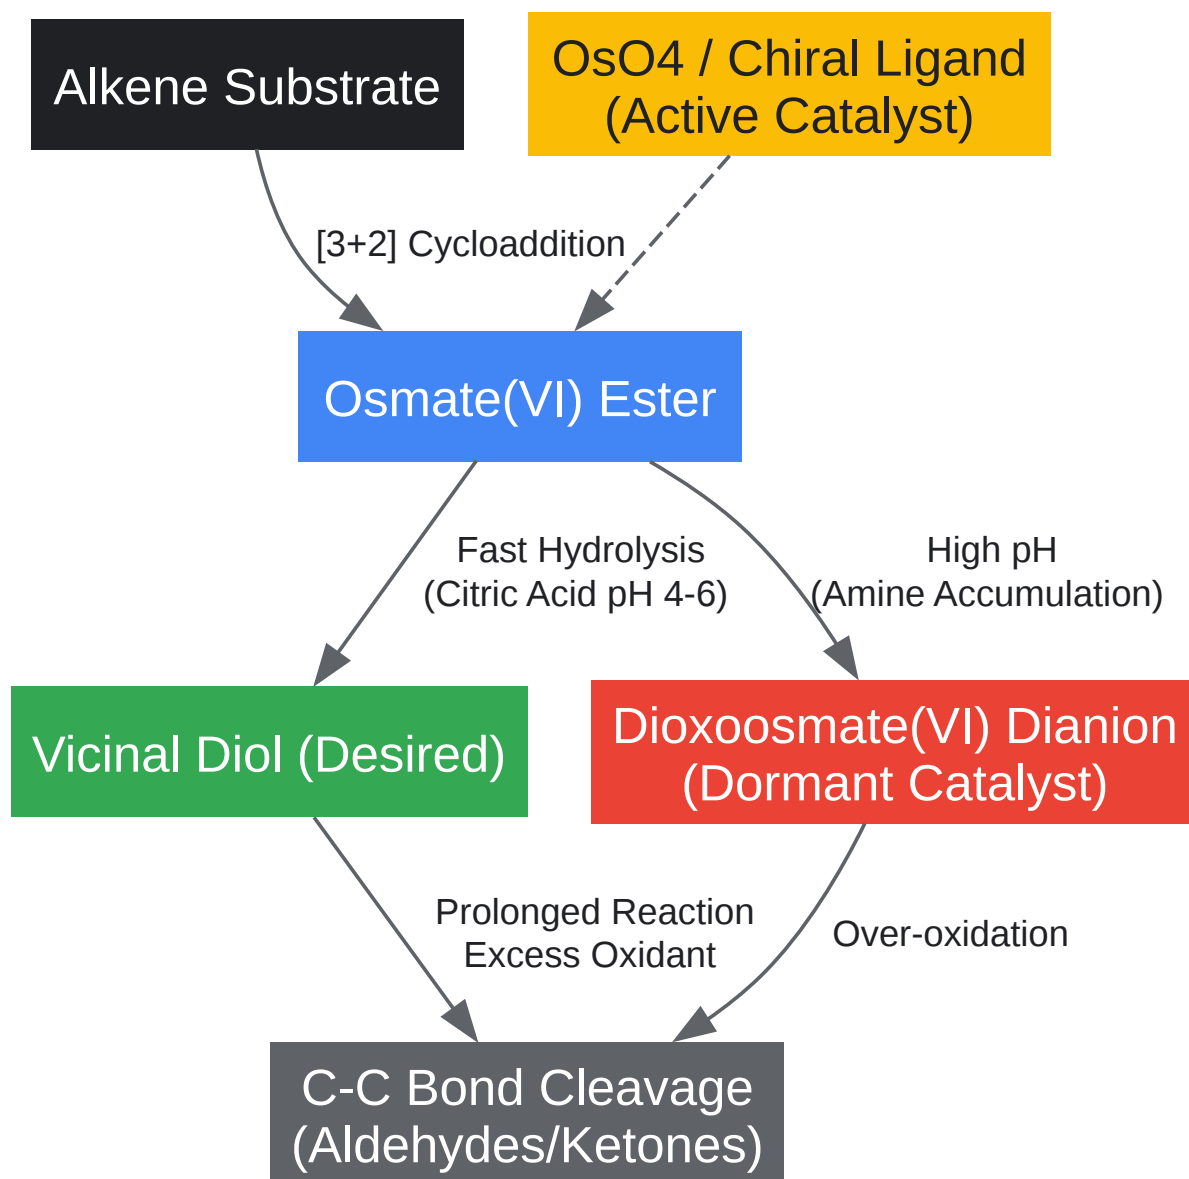 Alkene Substrate
OsO4 / Chiral Ligand
(Active Catalyst)
[3+2] Cycloaddition
Osmate(VI) Ester
Fast Hydrolysis
(Citric Acid pH 4-6)
High pH
(Amine Accumulation)
Vicinal Diol (Desired)
Dioxoosmate(VI) Dianion
(Dormant Catalyst)
Prolonged Reaction
Excess Oxidant
Over-oxidation
C-C Bond Cleavage
(Aldehydes/Ketones)